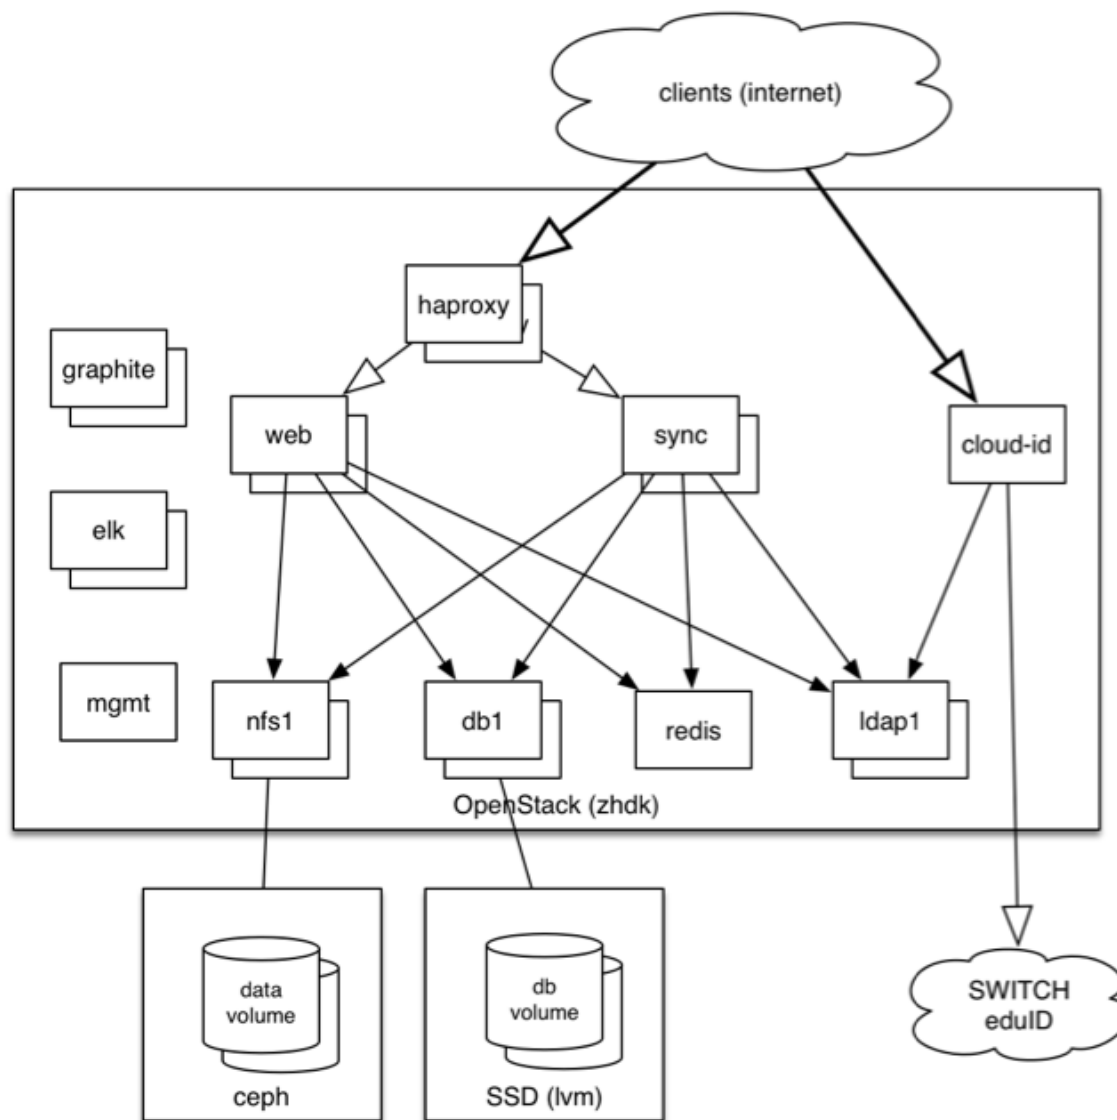 clients (internet)
haproxy
graphite
web
sync
cloud-id
elk
mgmt
nfs1
db1
redis
ldap1
OpenStack (zhdk)
data
volume
db
volume
SWITCH
eduID
ceph
SSD (lvm)